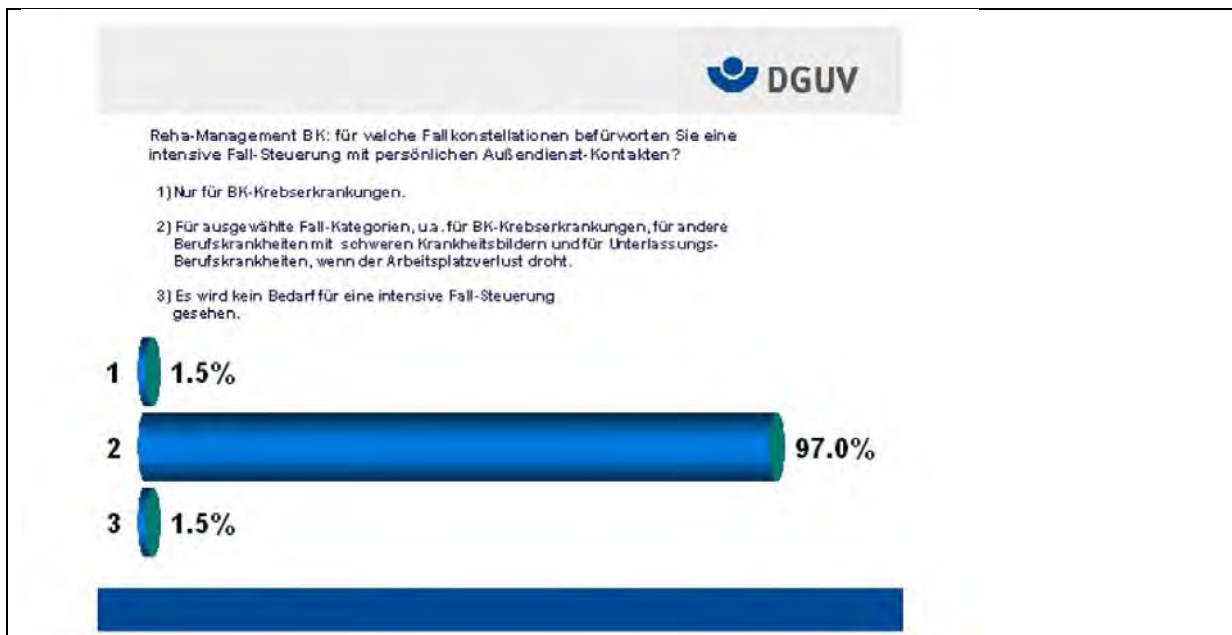 DGUV
Reha-Management BK: für welche Fallkonstellationen befürworten Sie eine
intensive Fall-Steuerung mit persönlichen Außendienst-Kontakten?
1) Nur für BK-Krebserkrankungen.
2) Für ausgewählte Fall-Kategorien, u.a. für BK-Krebserkrankungen, für andere
Berufskrankheiten mit schweren Krankheitsbildern und für Unterlassungs-
Berufskrankheiten, wenn der Arbeitsplatzverlust droht.
3) Es wird kein Bedarf für eine intensive Fall-Steuerung
gesehen.
1 1.5%
2 97.0%
3 1.5%